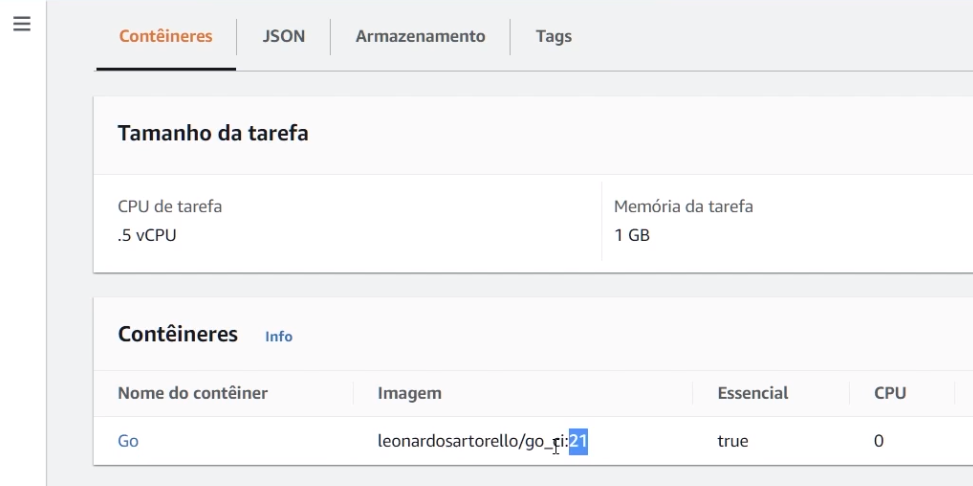 Contêineres JSON Armazenamento Tags
Tamanho da tarefa
CPU de tarefa Memória da tarefa
.5 vCPU 1 GB
Contêineres Info
Nome do contêiner Imagem Essencial CPU
Go leonardosartorello/go_ci:21 true 0